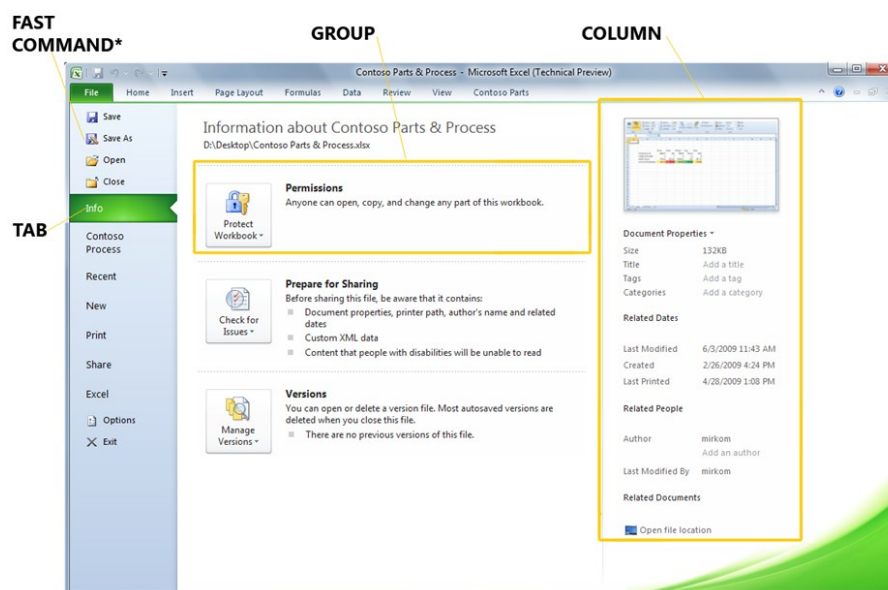 FAST
COMMAND*
GROUP
COLUMN
Contoso Parts & Process - Microsoft Excel (Technical Preview)
File Home Insert Page Layout Formulas Data Review View Contoso Parts
Save
Save As
Open
Close
TAB
Info
Contoso
Process
Recent
New
Print
Share
Excel
Options
Exit
Information about Contoso Parts & Process
D:\Desktop\Contoso Parts & Process.xlsx
Protect
Workbook
Permissions
Anyone can open, copy, and change any part of this workbook.
Check for
Issues
Prepare for Sharing
Before sharing this file, be aware that it contains:
Document properties, printer path, author's name and related
dates
Custom XML data
Content that people with disabilities will be unable to read
Manage
Versions
Versions
You can open or delete a version file. Most autosaved versions are
deleted when you close this file.
There are no previous versions of this file.
Document Properties
Size 132KB
Title Add a title
Tags Add a tag
Categories Add a category
Related Dates
Last Modified 6/3/2009 11:43 AM
Created 2/26/2009 4:24 PM
Last Printed 4/28/2009 1:08 PM
Related People
Author mirkom
Add an author
Last Modified By mirkom
Related Documents
Open file location